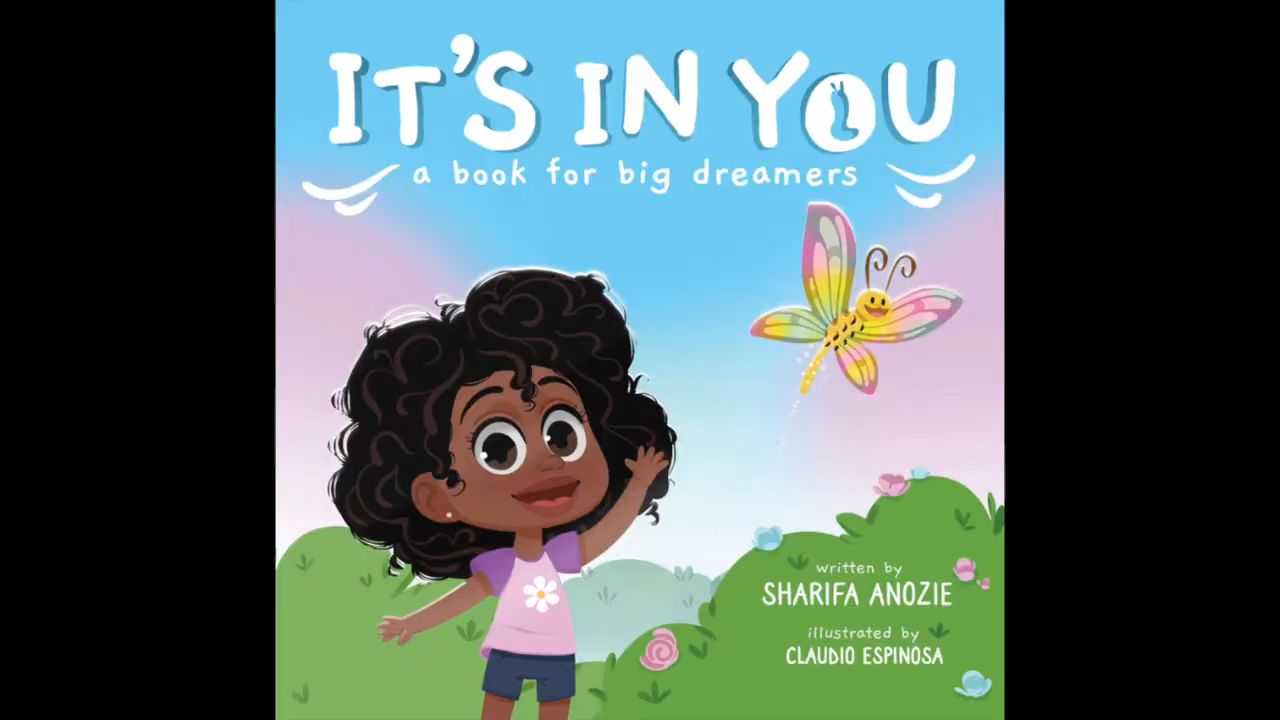 IT'S IN YOU
a book for big dreamers
written by
SHARIFA ANOZIE
illustrated by
CLAUDIO ESPINOSA